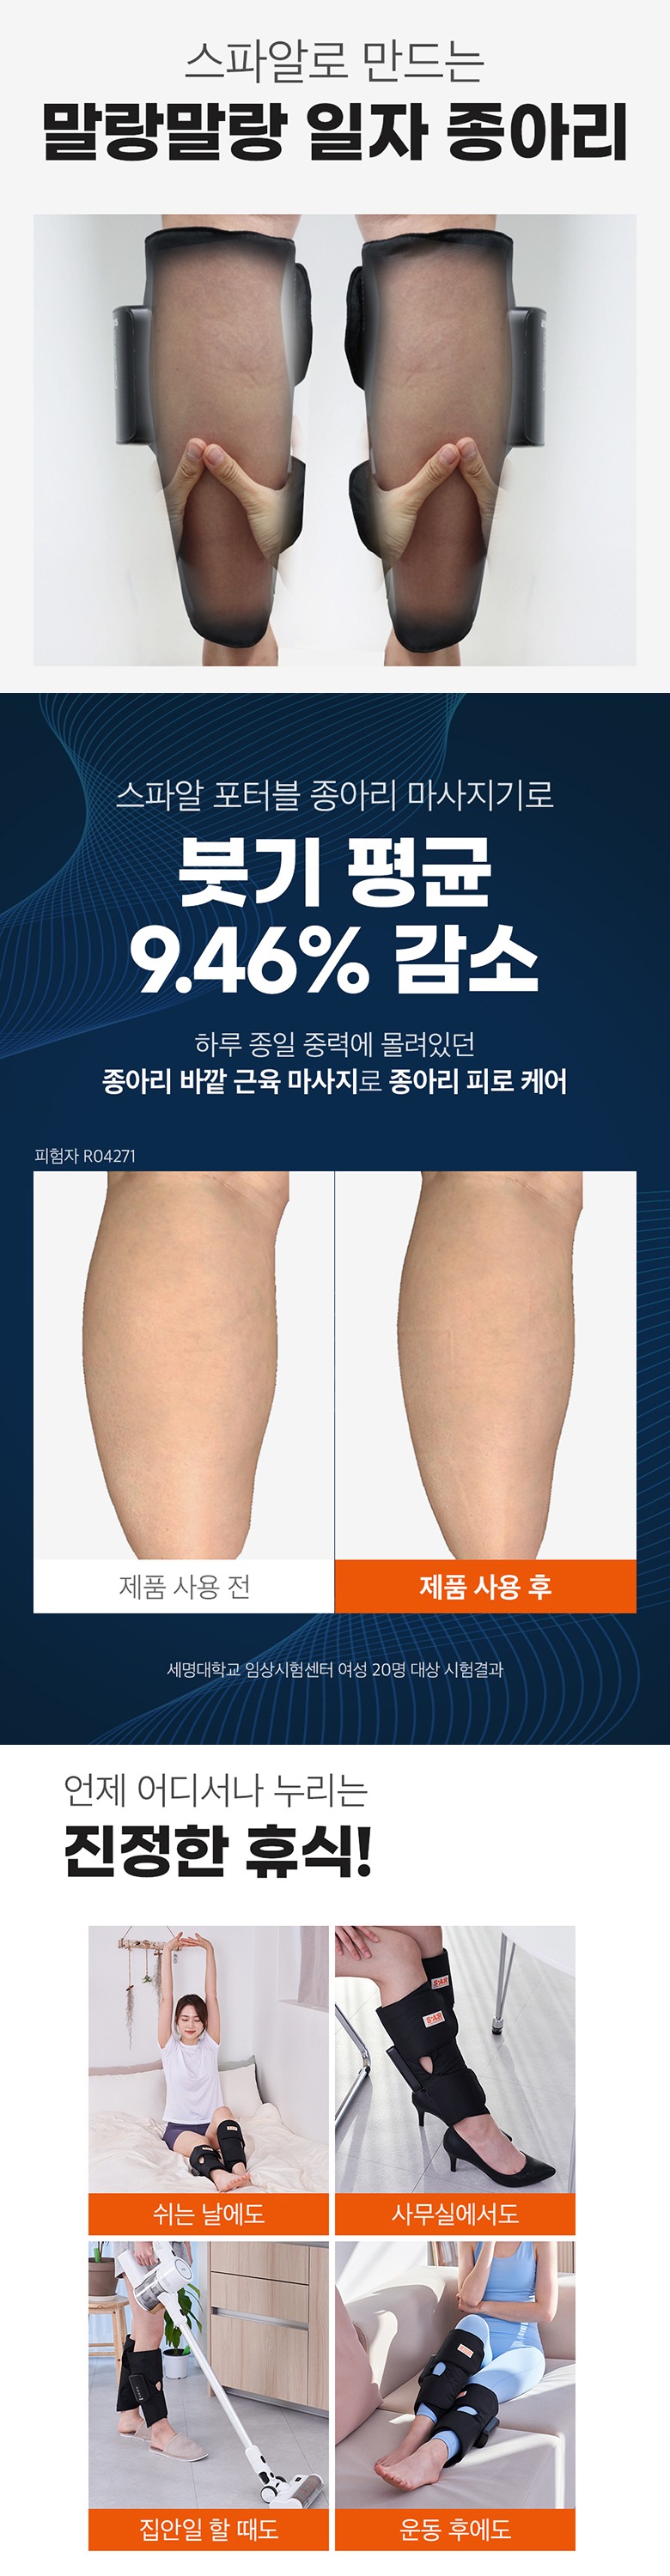 스파알로 만드는
말랑말랑 일자 종아리
스파알 포터블 종아리 마사지기로
붓기 평균
9.46% 감소
하루 종일 중력에 몰려있던
종아리 바깥 근육 마사지로 종아리 피로 케어
피험자 R04271
제품 사용 전
제품 사용 후
세명대학교 임상시험센터 여성 20명 대상 시험결과
언제 어디서나 누리는
진정한 휴식!
쉬는 날에도
사무실에서도
집안일 할 때도
운동 후에도